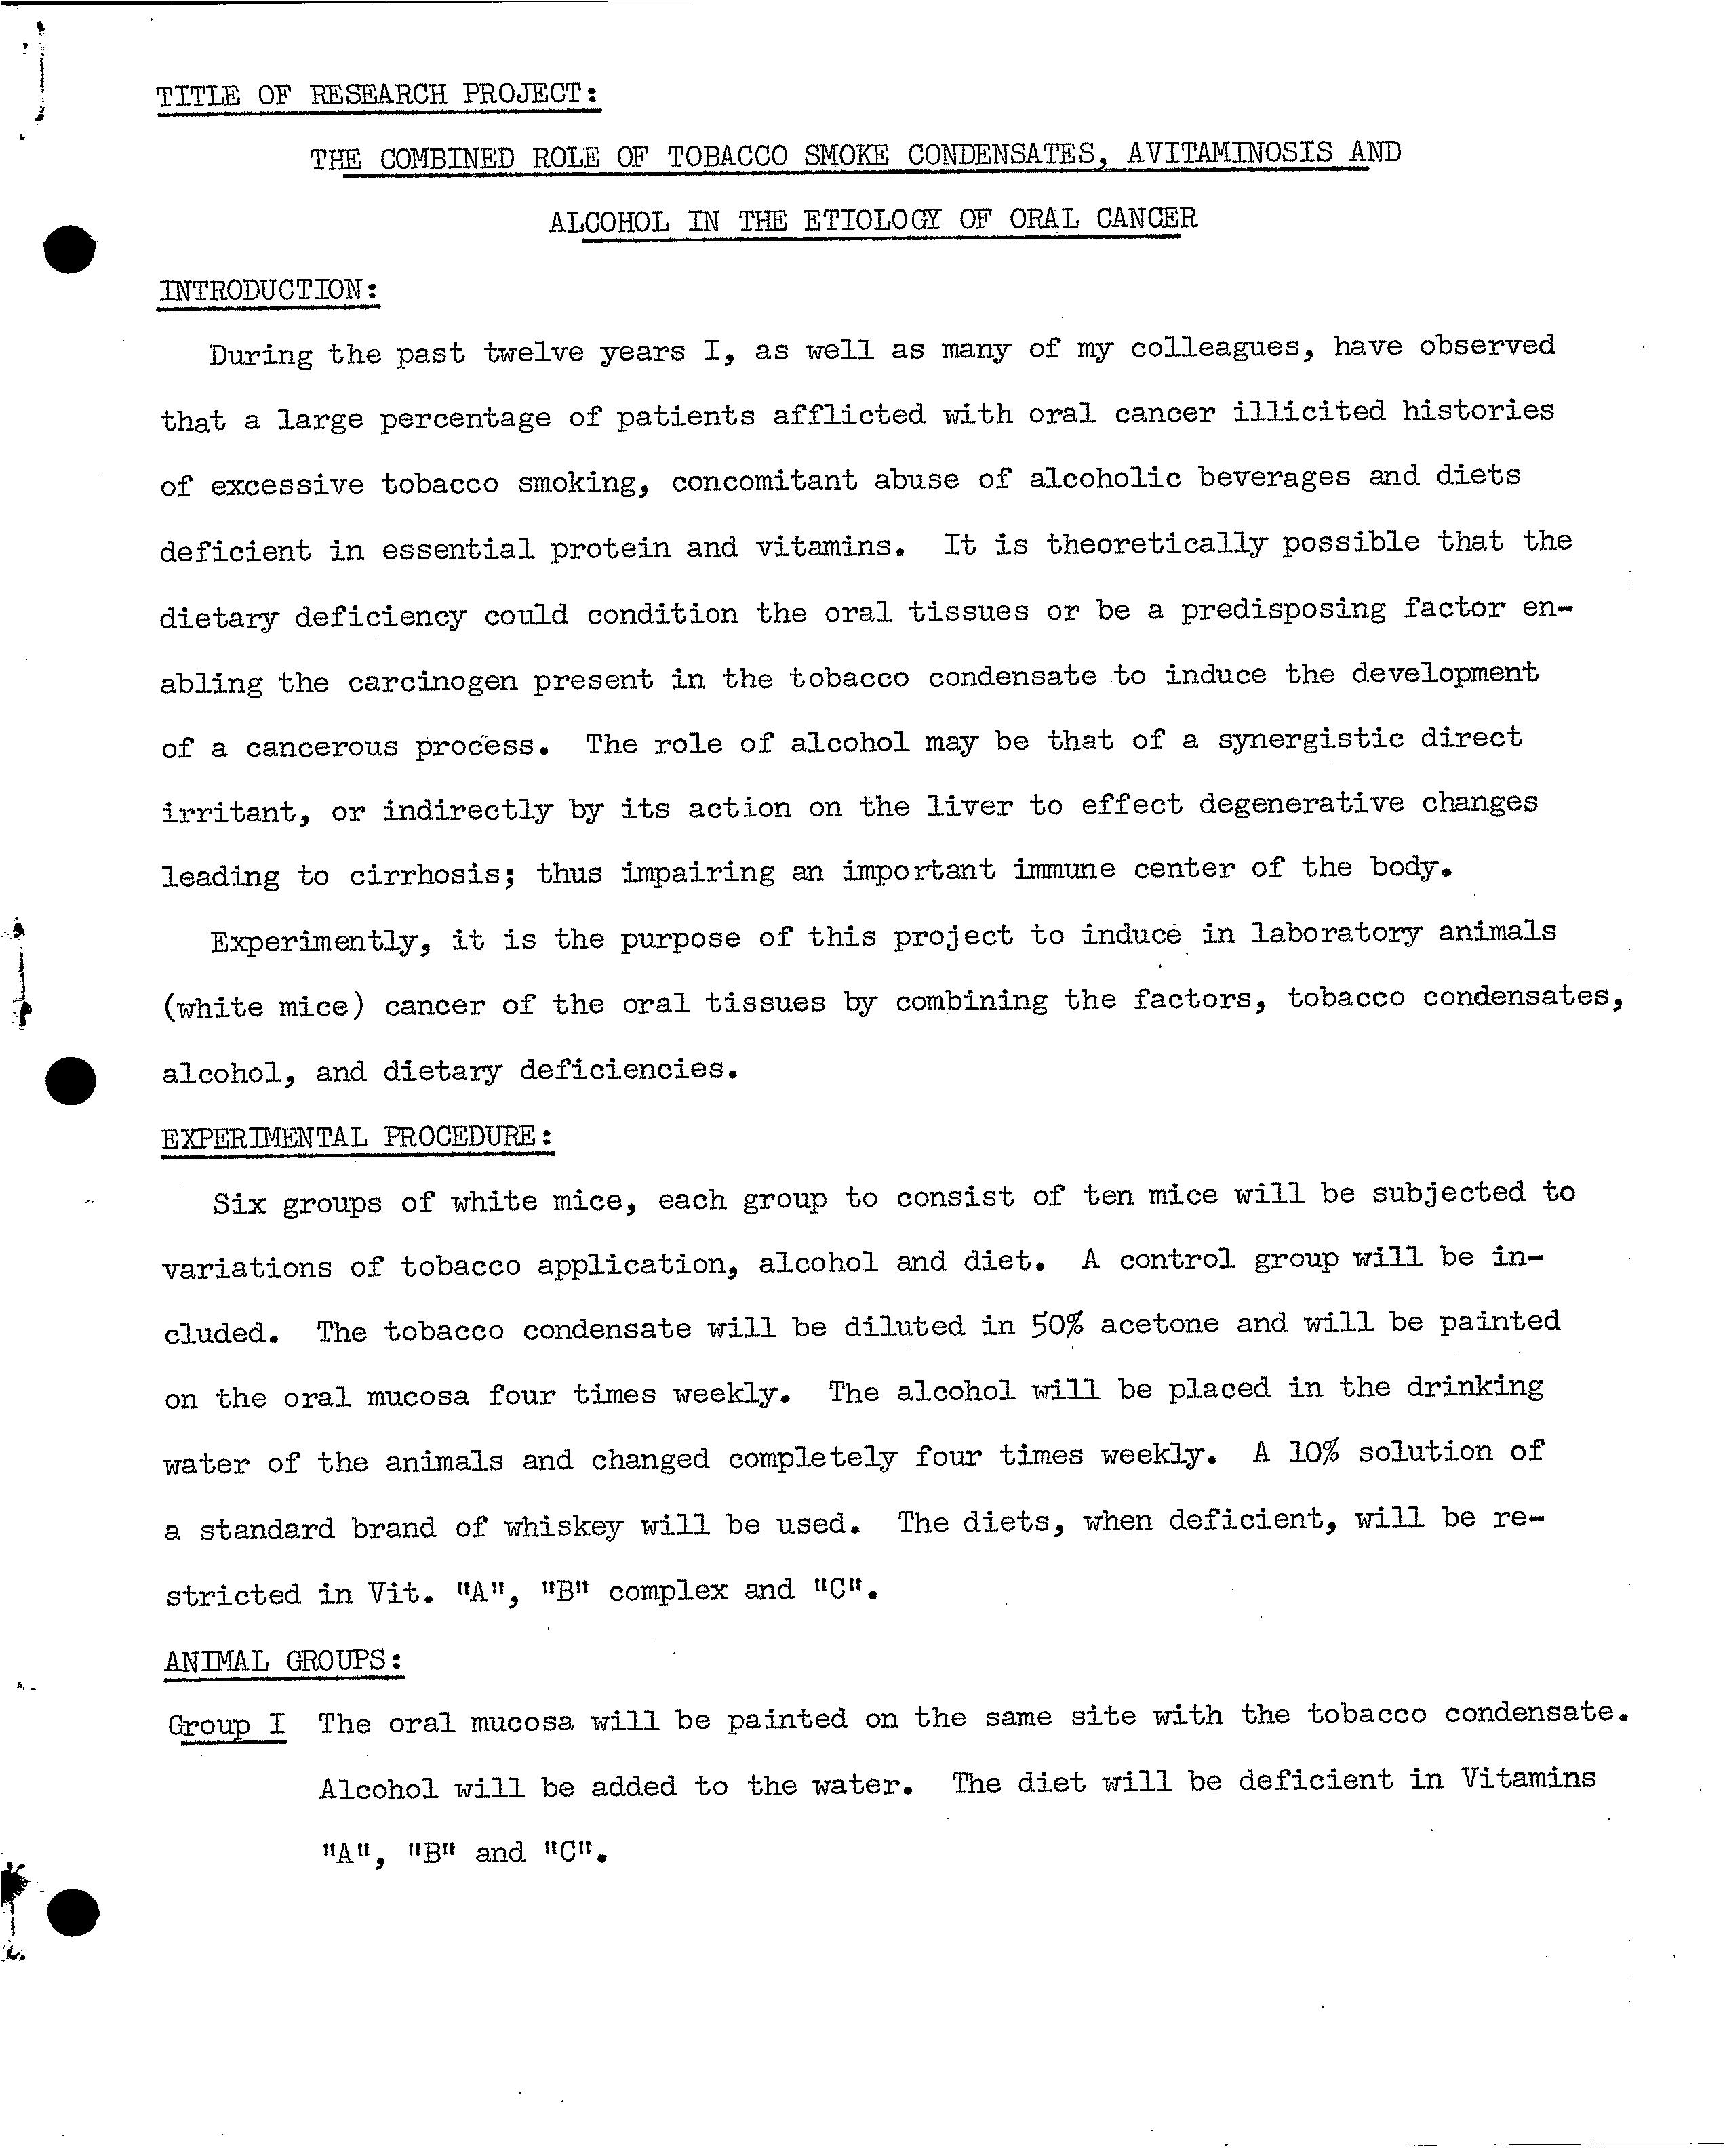 TITLE OF RESEARCH PROJECT:
THE COMBINED ROLE OF TOBACCO SMOKE CONDENSATES, AVITAMINOSIS AND
ALCOHOL IN THE ETIOLOGY OF ORAL CANCER
INTRODUCTION:
During the past twelve years I, as well as many of my colleagues, have observed
that a large percentage of patients afflicted with oral cancer illicited histories
of excessive tobacco smoking, concomitant abuse of alcoholic beverages and diets
deficient in essential protein and vitamins. It is theoretically possible that the
dietary deficiency could condition the oral tissues or be a predisposing factor en-
abling the carcinogen present in the tobacco condensate to induce the development
of a cancerous process. The role of alcohol may be that of a synergistic direct
irritant, or indirectly by its action on the liver to effect degenerative changes
leading to cirrhosis; thus impairing an important immune center of the body.
Experimently, it is the purpose of this project to induce in laboratory animals
(white mice) cancer of the oral tissues by combining the factors, tobacco condensates,
alcohol, and dietary deficiencies.
EXPERIMENTAL PROCEDURE:
Six groups of white mice, each group to consist of ten mice will be subjected to
variations of tobacco application, alcohol and diet. A control group will be in-
cluded. The tobacco condensate will be diluted in 50% acetone and will be painted
on the oral mucosa four times weekly. The alcohol will be placed in the drinking
water of the animals and changed completely four times weekly. A 10% solution of
a standard brand of whiskey will be used. The diets, when deficient, will be re-
stricted in Vit. "A", "B" complex and "C".
ANIMAL GROUPS:
Group I The oral mucosa will be painted on the same site with the tobacco condensate.
Alcohol will be added to the water. The diet will be deficient in Vitamins
"A", "B" and "C".